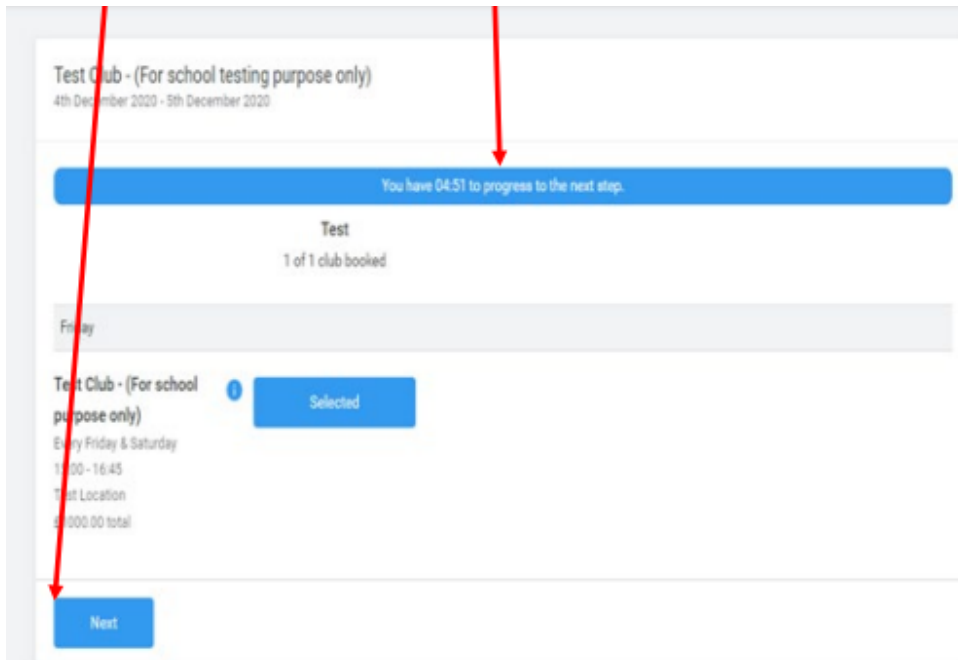 Test Club - (For school testing purpose only)
4th December 2020 - 5th December 2020
You have 04:51 to progress to the next step.
Test
1 of 1 club booked
Friday
Test Club - (For school
purpose only)
Selected
Every Friday & Saturday
- 16:45
Test Location
total
Next